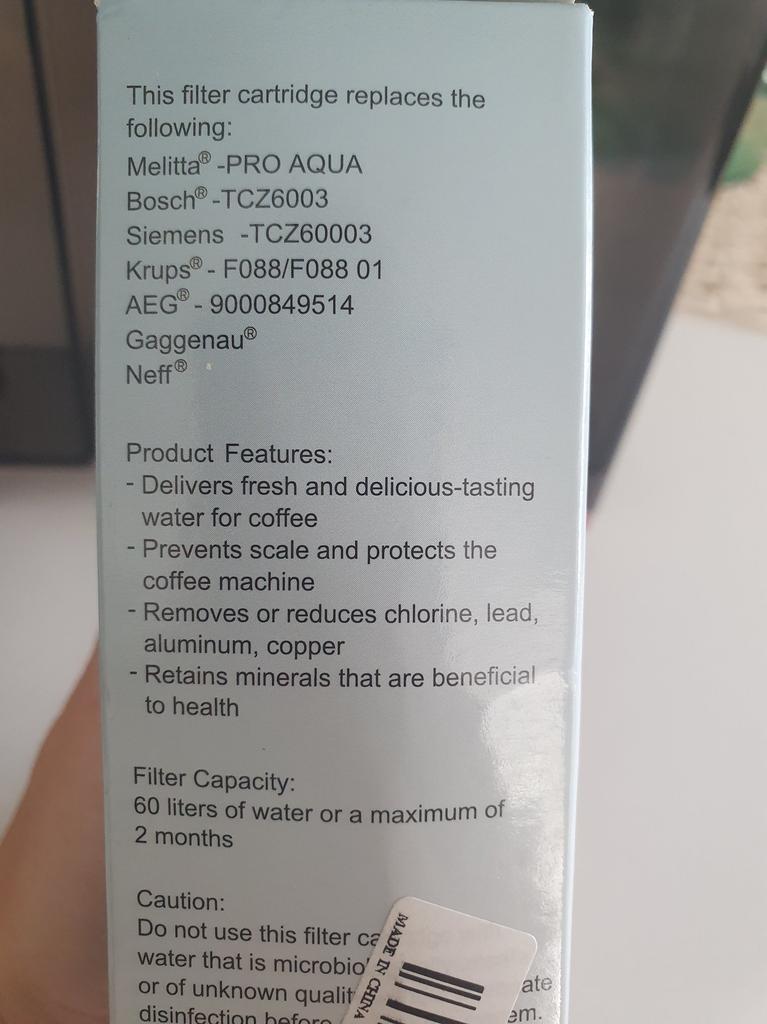 This filter cartridge replaces the
following:
Melitta® -PRO AQUA
Bosch® -TCZ6003
Siemens -TCZ60003
Krups® - F088/F088 01
AEG® - 9000849514
Gaggenau®
Neff®
Product Features:
- Delivers fresh and delicious-tasting
water for coffee
- Prevents scale and protects the
coffee machine
- Removes or reduces chlorine, lead,
aluminum, copper
- Retains minerals that are beneficial
to health
Filter Capacity:
60 liters of water or a maximum of
2 months
Caution:
Do not use this filter
water that is
or of unknown
disinfection before
MADE IN CHINA